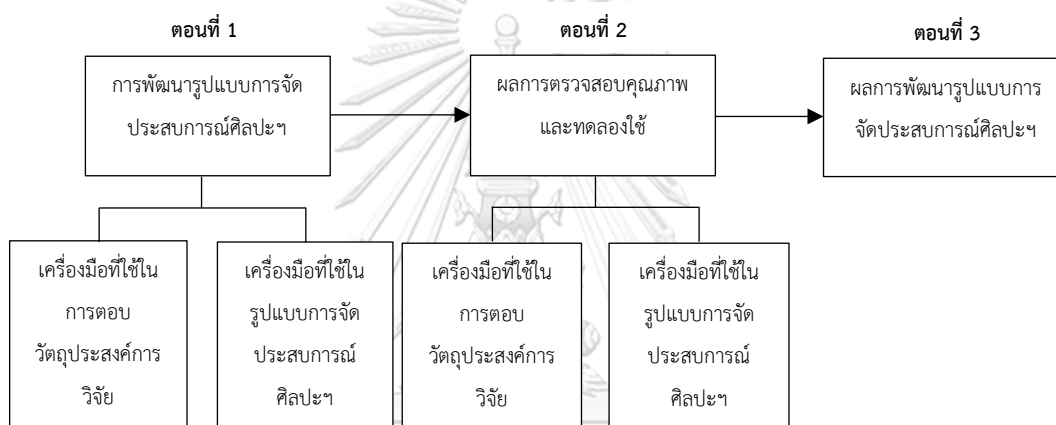 ตอนที่ 1
การพัฒนารูปแบบการจัด
ประสบการณ์ศิลปะฯ
ตอนที่ 2
ผลการตรวจสอบคุณภาพ
และทดลองใช้
ตอนที่ 3
ผลการพัฒนารูปแบบการ
จัดประสบการณ์ศิลปะฯ
เครื่องมือที่ใช้ใน
การตอบ
วัตถุประสงค์การ
วิจัย
เครื่องมือที่ใช้ใน
รูปแบบการจัด
ประสบการณ์
ศิลปะฯ
เครื่องมือที่ใช้ใน
การตอบ
วัตถุประสงค์การ
วิจัย
เครื่องมือที่ใช้ใน
รูปแบบการจัด
ประสบการณ์
ศิลปะฯ